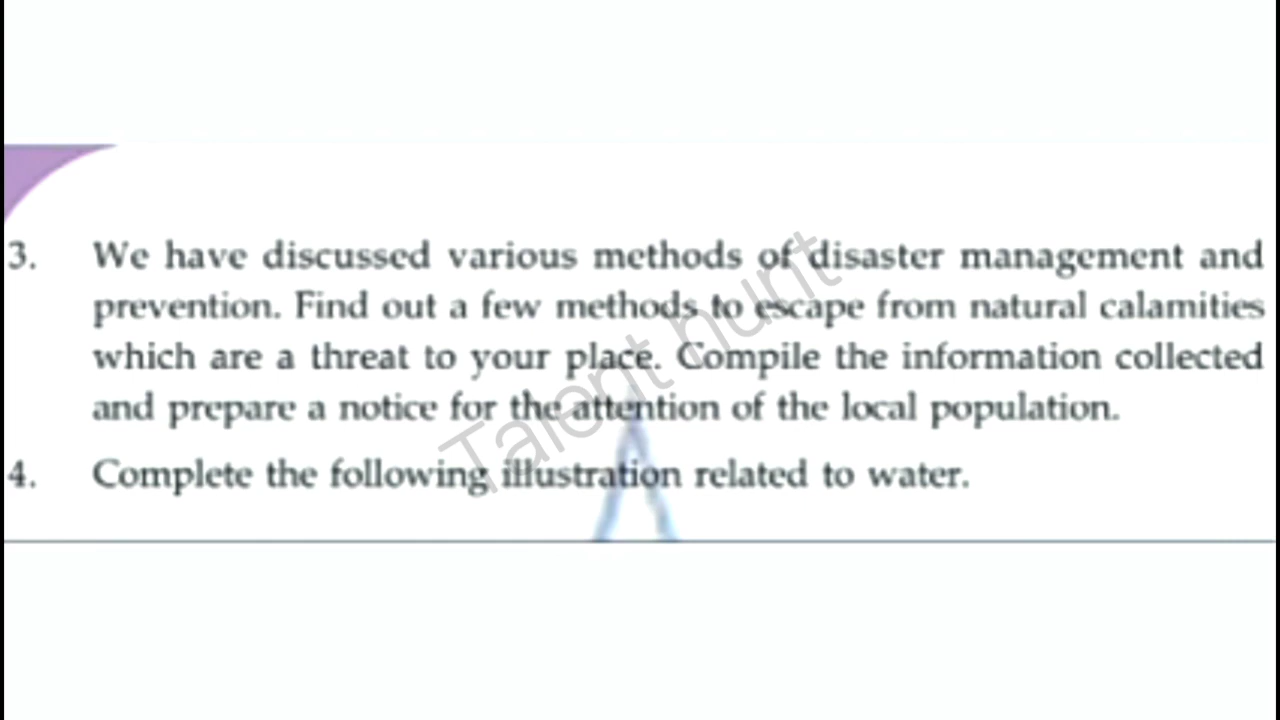 3. We have discussed various methods of disaster management and
prevention. Find out a few methods to escape from natural calamities
which are a threat to your place. Compile the information collected
and prepare a notice for the attention of the local population.
4. Complete the following illustration related to water.
Talent hunt